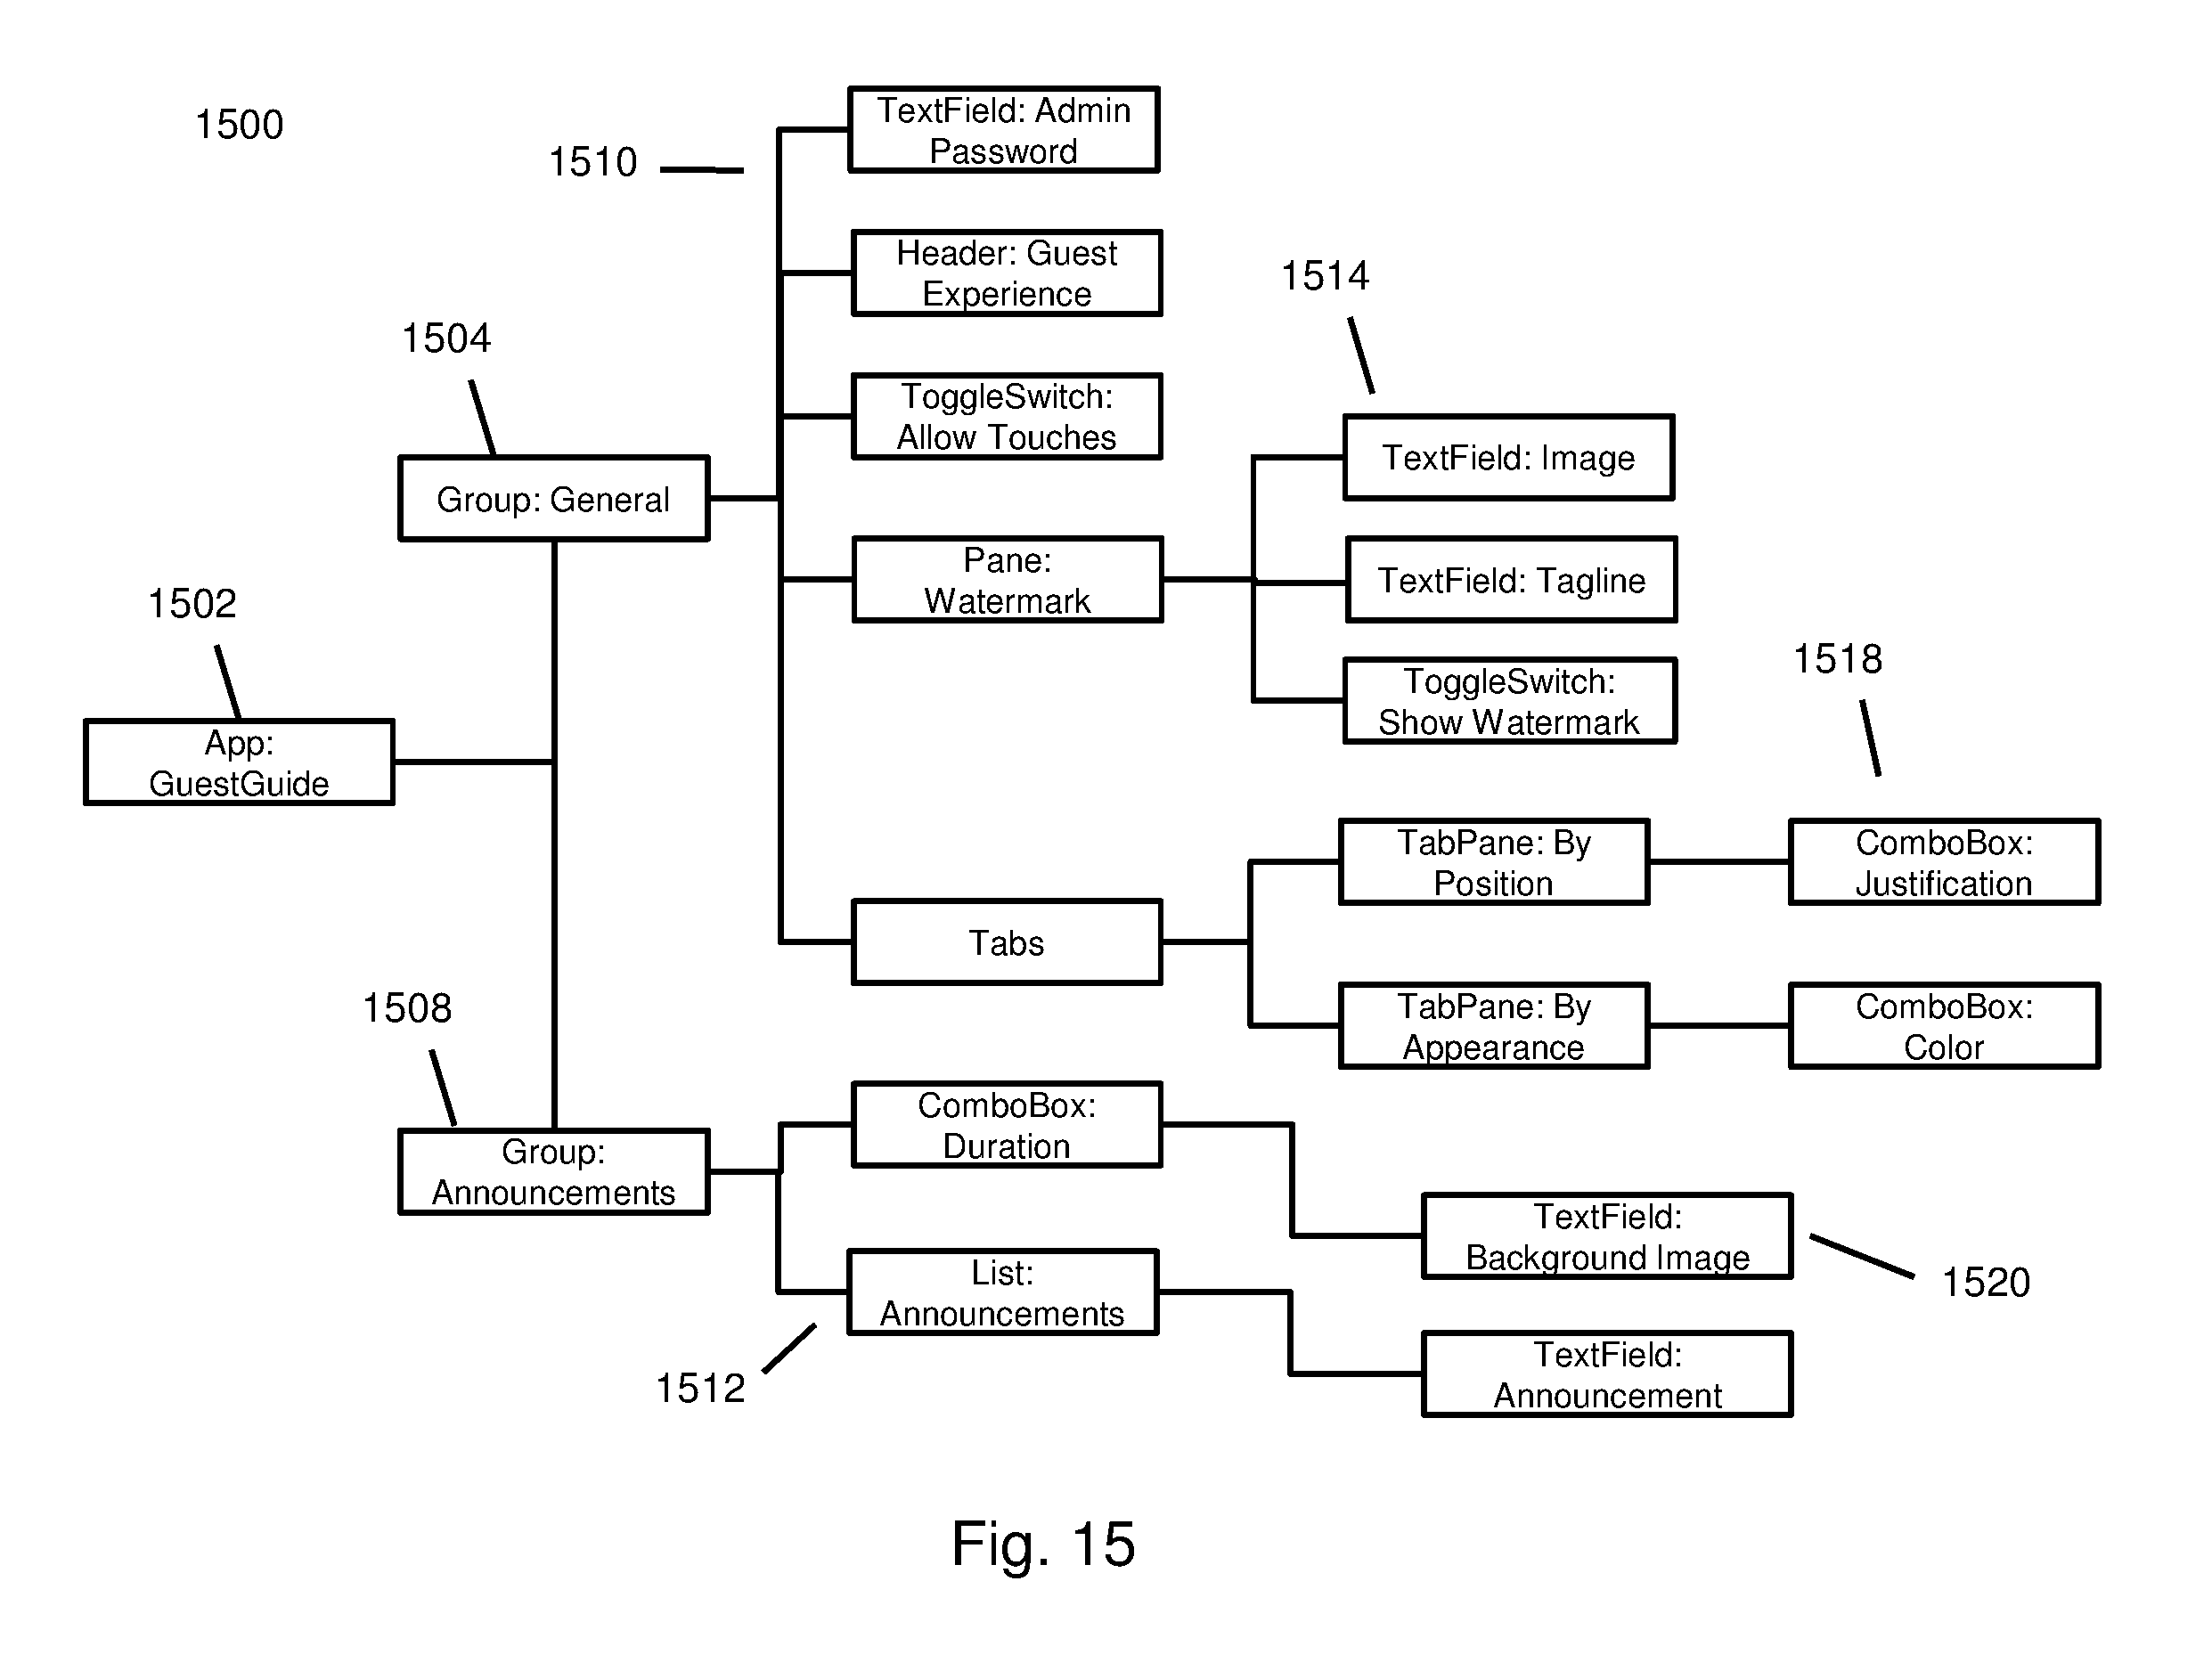 1500
TextField: Admin
Password
1510
Header: Guest
Experience
1514
1504
ToggleSwitch:
Allow Touches
TextField: Image
Group: General
Pane:
Watermark
TextField: Tagline
1502
1518
ToggleSwitch:
Show Watermark
App:
GuestGuide
TabPane: By
Position
ComboBox:
Justification
Tabs
1508
TabPane: By
Appearance
ComboBox:
Color
ComboBox:
Duration
Group:
Announcements
TextField:
Background Image
1520
List:
Announcements
1512
TextField:
Announcement
Fig. 15